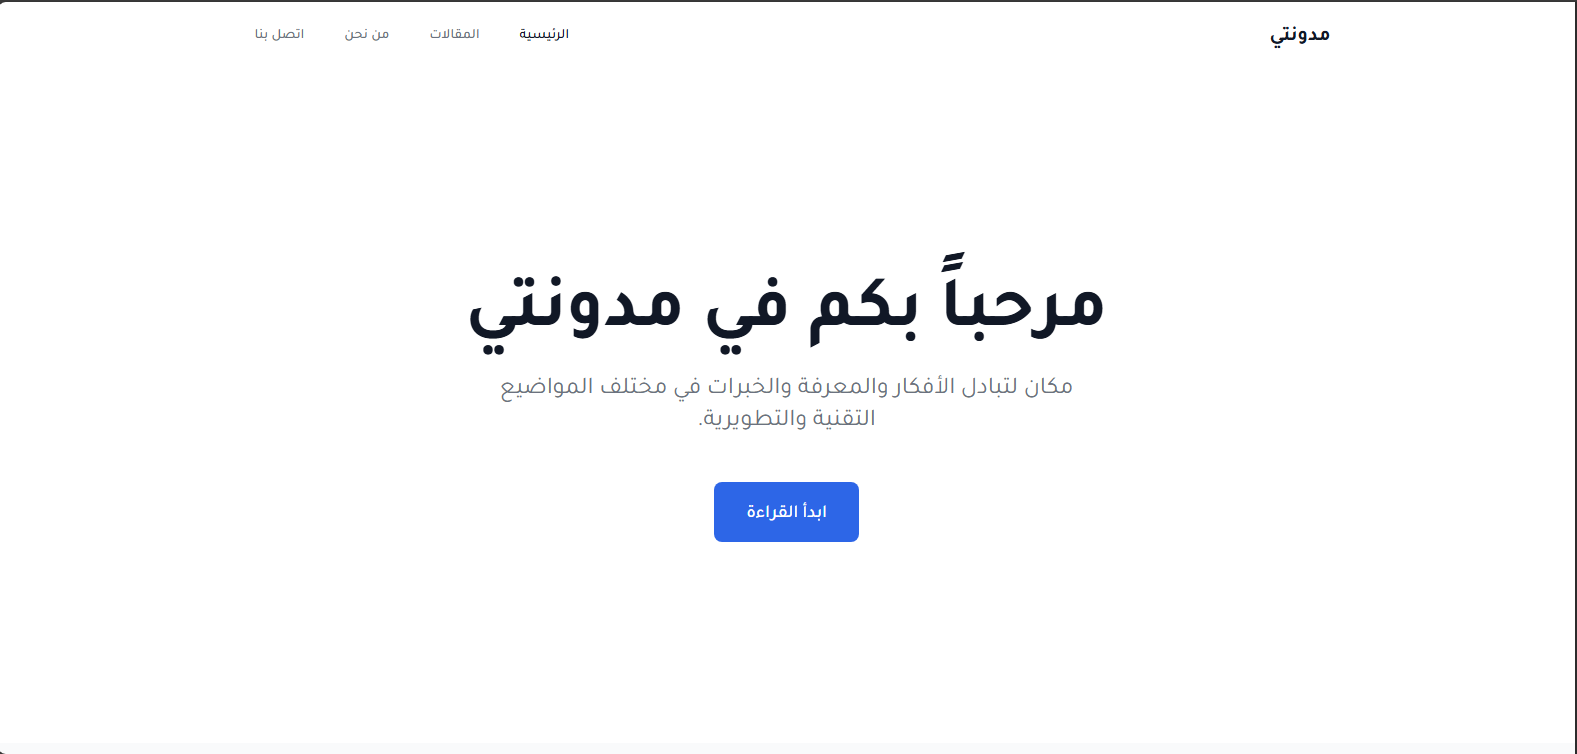 مدونتي
الرئيسية
المقالات
من نحن
اتصل بنا
مرحباً بكم في مدونتي
مكان لتبادل الأفكار والمعرفة والخبرات في مختلف المواضيع
التقنية والتطويرية.
ابدأ القراءة